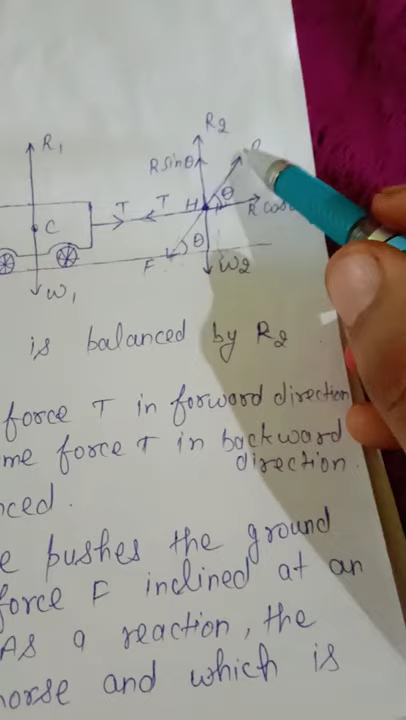 R2
R1
R sinθ
T T H θ
C
R cos
θ
F
W2
W1
is balanced by R2
force T in forward direction
me force T in backward
direction.
nced.
e pushes the ground
force F inclined at an
As a reaction, the
horse and which is